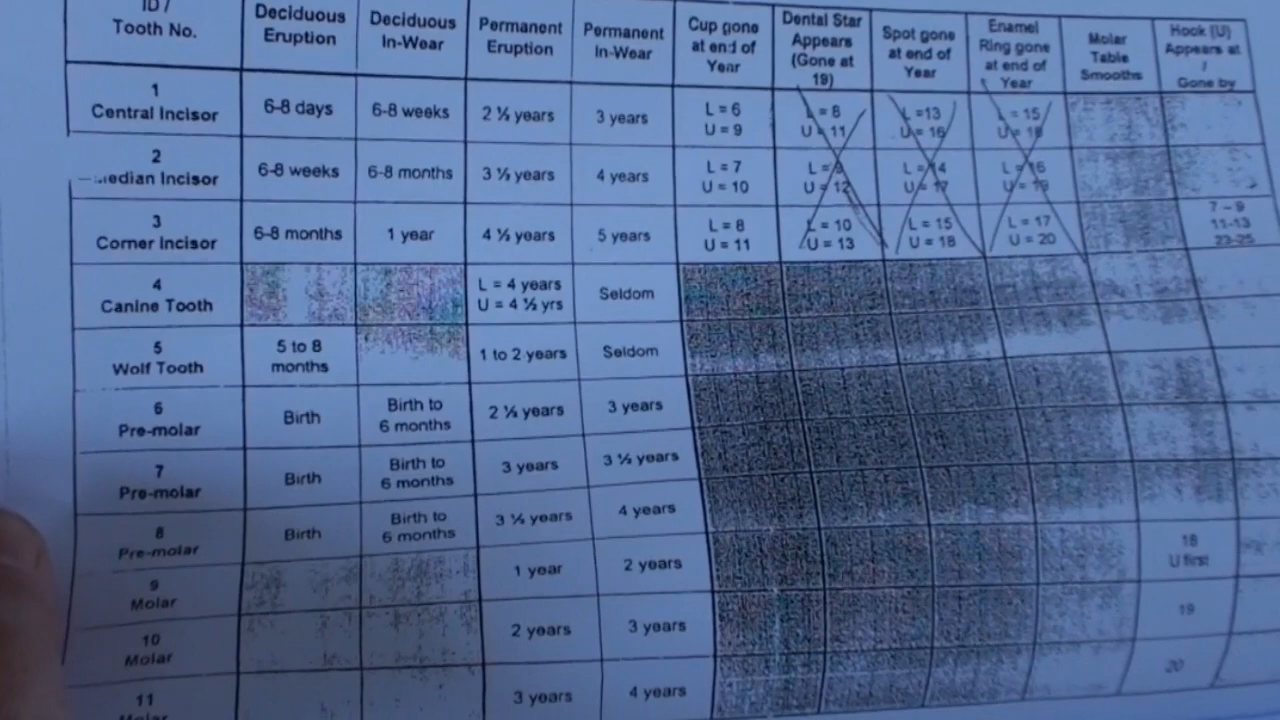 ID /
Tooth No.
Deciduous
Eruption
Deciduous
In-Wear
Permanent
Eruption
Permanent
In-Wear
Cup gone
at end of
Year
Dental Star
Appears
(Gone at
19)
Spot gone
at end of
Year
Enamel
Ring gone
at end of
Year
Molar
Table
Smooths
Hook (U)
Appears at
/
Gone by
1
Central Incisor
6-8 days
6-8 weeks
2 ½ years
3 years
L = 6
U = 9
L = 8
U = 11
L =13
U = 16
L = 15
U = 18
2
Median Incisor
6-8 weeks
6-8 months
3 ½ years
4 years
L = 7
U = 10
L = 9
U = 12
L = 14
U = 17
L = 16
U = 19
3
Corner Incisor
6-8 months
1 year
4 ½ years
5 years
L = 8
U = 11
L = 10
U = 13
L = 15
U = 18
L = 17
U = 20
7 – 9
11-13
23-25
4
Canine Tooth
L = 4 years
U = 4 ½ yrs
Seldom
5
Wolf Tooth
5 to 8
months
1 to 2 years
Seldom
6
Pre-molar
Birth
Birth to
6 months
2 ½ years
3 years
7
Pre-molar
Birth
Birth to
6 months
3 years
3 ½ years
8
Pre-molar
Birth
Birth to
6 months
3 ½ years
4 years
9
Molar
1 year
2 years
18
U first
10
Molar
2 years
3 years
19
11
Molar
3 years
4 years
20